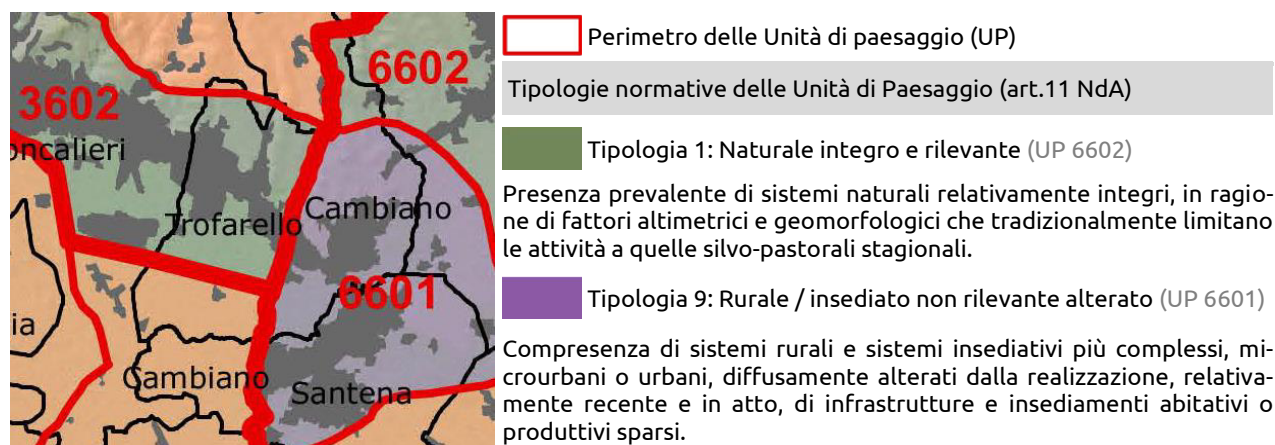 6602
3602
oncalieri
Trofarello
Cambiano
6601
ia
Cambiano
Santena
Perimetro delle Unità di paesaggio (UP)
Tipologie normative delle Unità di Paesaggio (art.11 NdA)
Tipologia 1: Naturale integro e rilevante (UP 6602)
Presenza prevalente di sistemi naturali relativamente integri, in ragio-
ne di fattori altimetrici e geomorfologici che tradizionalmente limitano
le attività a quelle silvo-pastorali stagionali.
Tipologia 9: Rurale / insediato non rilevante alterato (UP 6601)
Compresenza di sistemi rurali e sistemi insediativi più complessi, mi-
crourbani o urbani, diffusamente alterati dalla realizzazione, relativa-
mente recente e in atto, di infrastrutture e insediamenti abitativi o
produttivi sparsi.